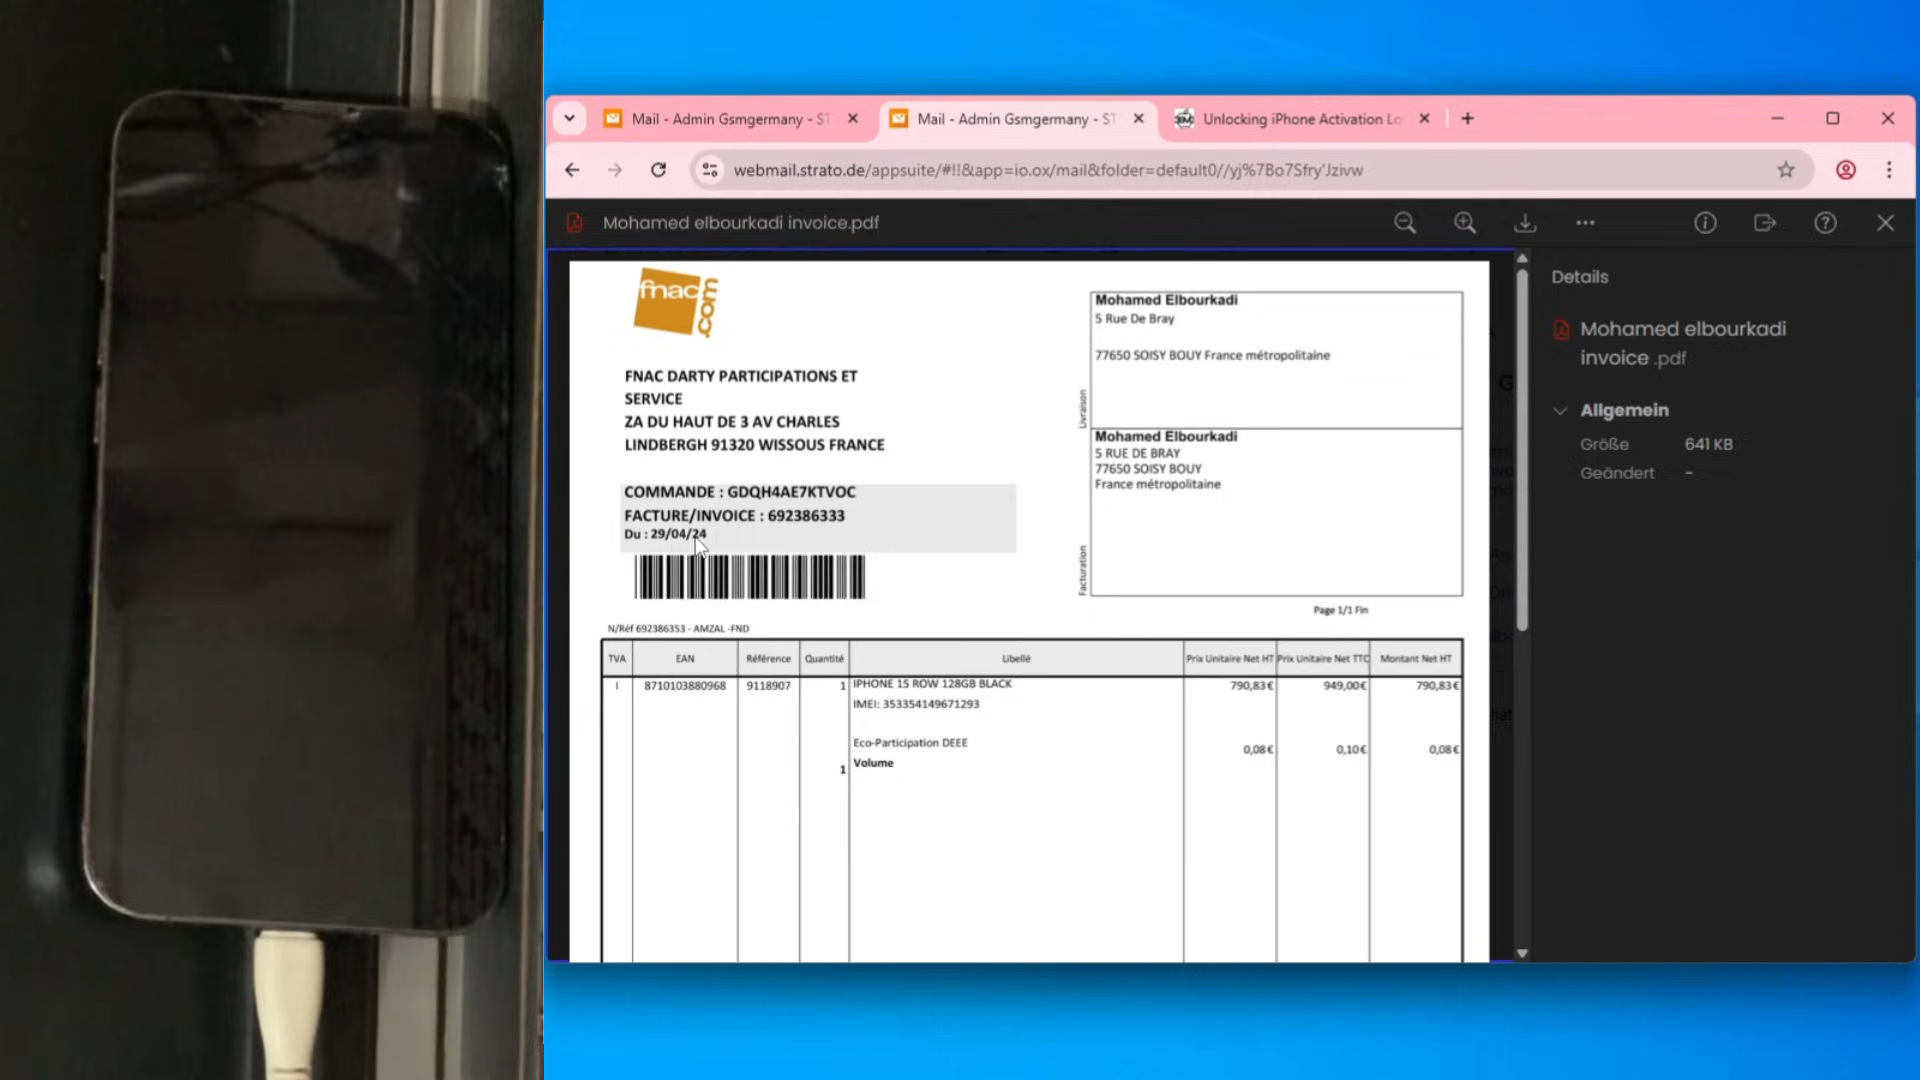 Mail - Admin Gsmgermany - ST
Mail - Admin Gsmgermany - ST
Unlocking iPhone Activation Lo
webmail.strato.de/appsuite/#!!&app=io.ox/mail&folder=default0//yj%7Bo7Sfry'Jzivw
Mohamed elbourkadi invoice.pdf
fnac.com
FNAC DARTY PARTICIPATIONS ET
SERVICE
ZA DU HAUT DE 3 AV CHARLES
LINDBERGH 91320 WISSOUS FRANCE
COMMANDE : GDQH4AE7KTVOC
FACTURE/INVOICE : 692386333
Du : 29/04/24
N/Réf 692386353 - AMZAL -FND
Livraison
Mohamed Elbourkadi
5 Rue De Bray
77650 SOISY BOUY France métropolitaine
Facturation
Mohamed Elbourkadi
5 RUE DE BRAY
77650 SOISY BOUY
France métropolitaine
Page 1/1 Fin
TVA EAN Référence Quantité Libellé Prix Unitaire Net HT Prix Unitaire Net TTC Montant Net HT
I 8710103880968 9118907 1 IPHONE 15 ROW 128GB BLACK 790,83€ 949,00€ 790,83€
IMEI: 353354149671293
Eco-Participation DEEE 0,08€ 0,10€ 0,08€
1 Volume
Details
Mohamed elbourkadi
invoice .pdf
Allgemein
Größe 641 KB
Geändert -